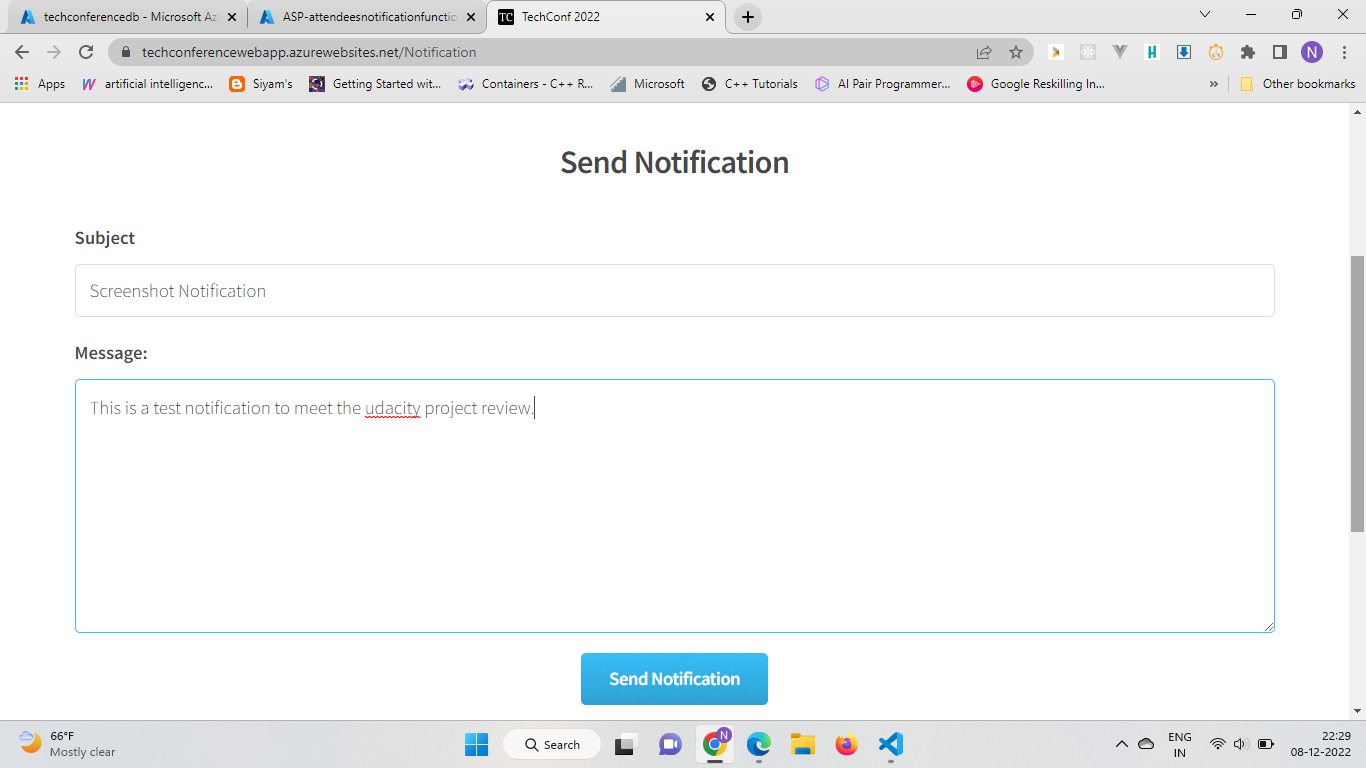 techconferencedb - Microsoft Az
ASP-attendeesnotificationfunctio
TC TechConf 2022
techconferencewebapp.azurewebsites.net/Notification
N
Apps
artificial intelligenc...
Siyam's
Getting Started wit...
Containers - C++ R...
Microsoft
C++ Tutorials
AI Pair Programmer...
Google Reskilling In...
»
Other bookmarks
Send Notification
Subject
Screenshot Notification
Message:
This is a test notification to meet the udacity project review.
Send Notification
66°F
Mostly clear
Search
N
ENG
IN
22:29
08-12-2022